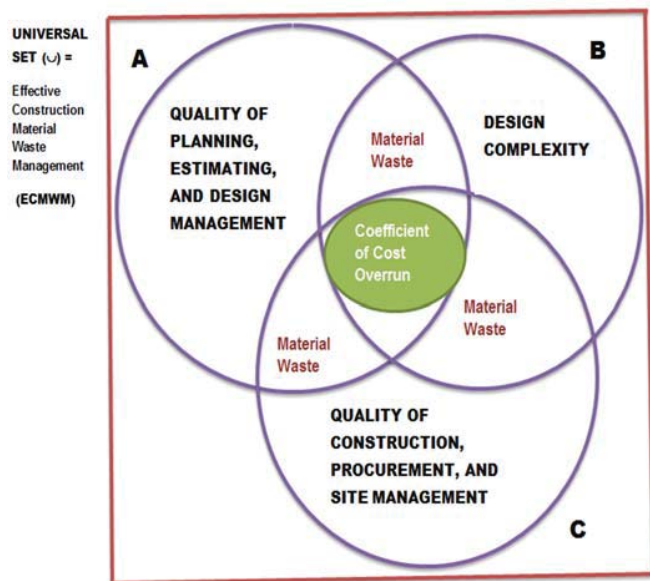 UNIVERSAL
SET (∪) =
Effective
Construction
Material
Waste
Management
(ECMWM)
A
B
QUALITY OF
PLANNING,
ESTIMATING,
AND DESIGN
MANAGEMENT
Material
Waste
DESIGN
COMPLEXITY
Coefficient
of Cost
Overrun
Material
Waste
Material
Waste
QUALITY OF
CONSTRUCTION,
PROCUREMENT, AND
SITE MANAGEMENT
C